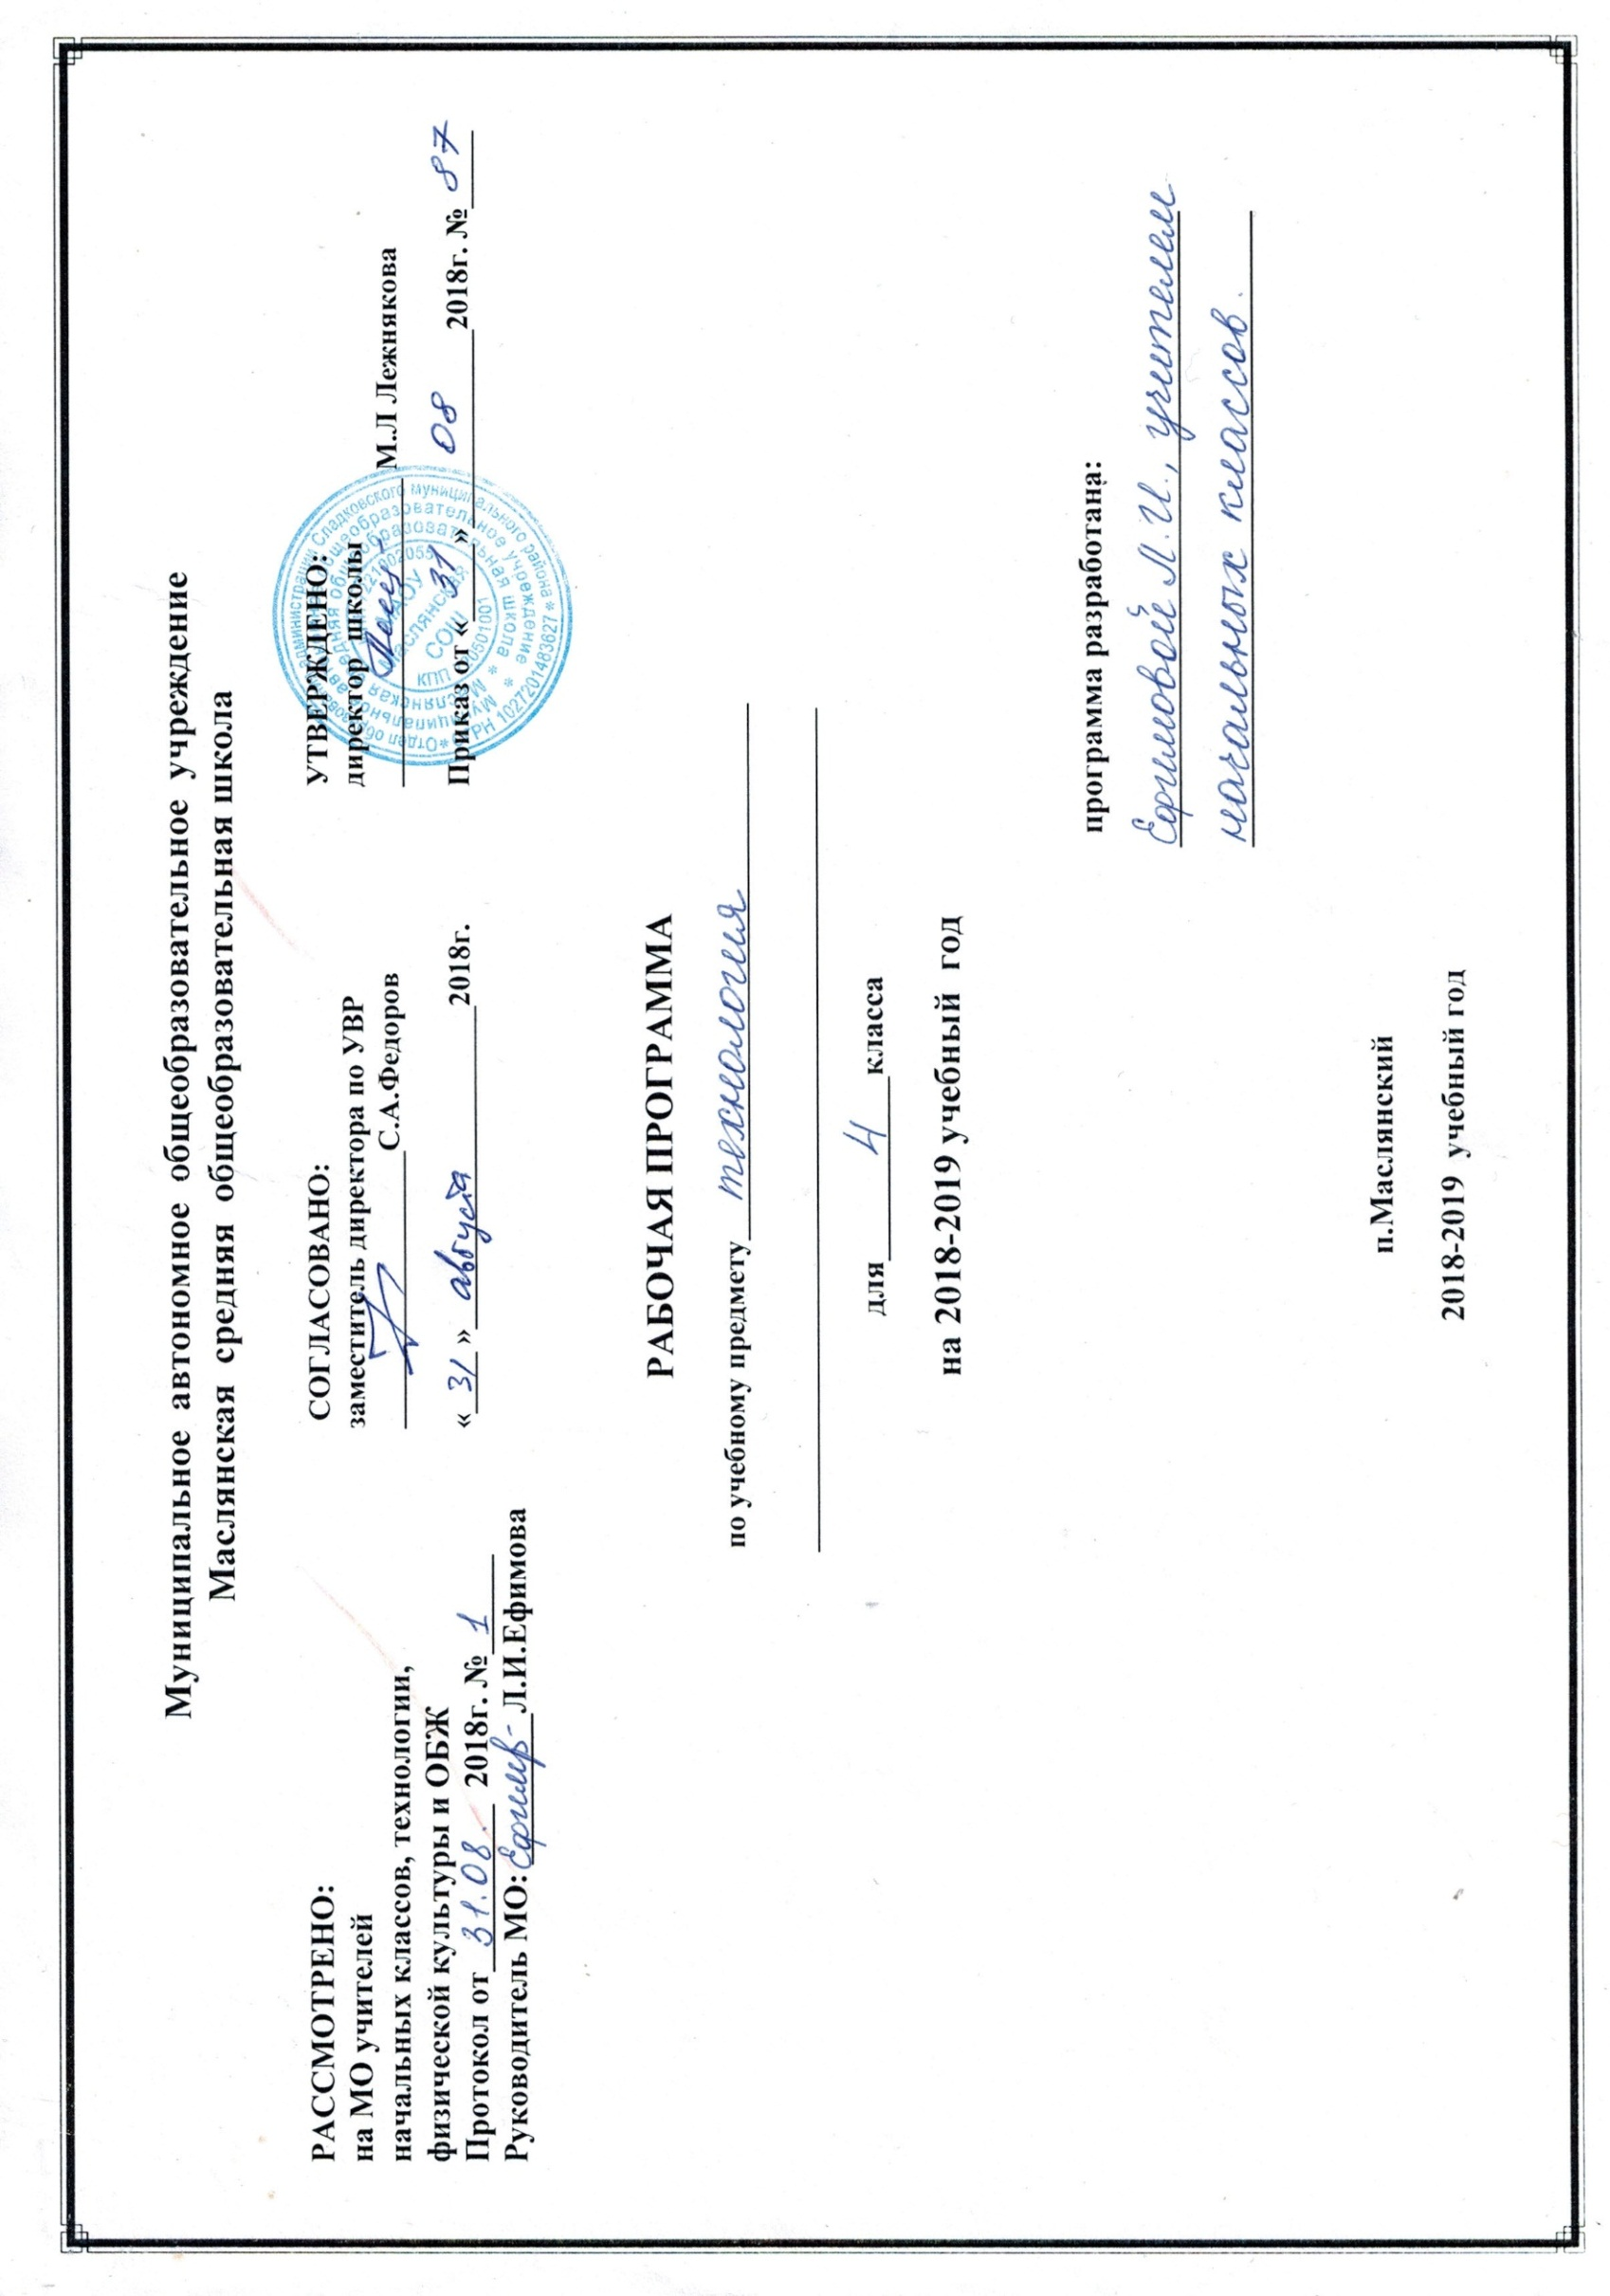 Муниципальное автономное общеобразовательное учреждение
Маслянская средняя общеобразовательная школа
РАССМОТРЕНО:
на МО учителей
начальных классов, технологии,
физической культуры и ОБЖ
Протокол от 31.08. 2018г. № 1
Руководитель МО: Л.И.Ефимова
СОГЛАСОВАНО:
заместитель директора по УВР
С.А.Федоров
« 31 » августа 2018г.
УТВЕРЖДЕНО:
директор школы
М.Л Лежнякова
Приказ от « 31 » 08 2018г. № 87
РАБОЧАЯ ПРОГРАММА
по учебному предмету технология
для 4 класса
на 2018-2019 учебный год
программа разработана:
Ефимовой Л.И., учителем
начальных классов.
п.Маслянский
2018-2019 учебный год